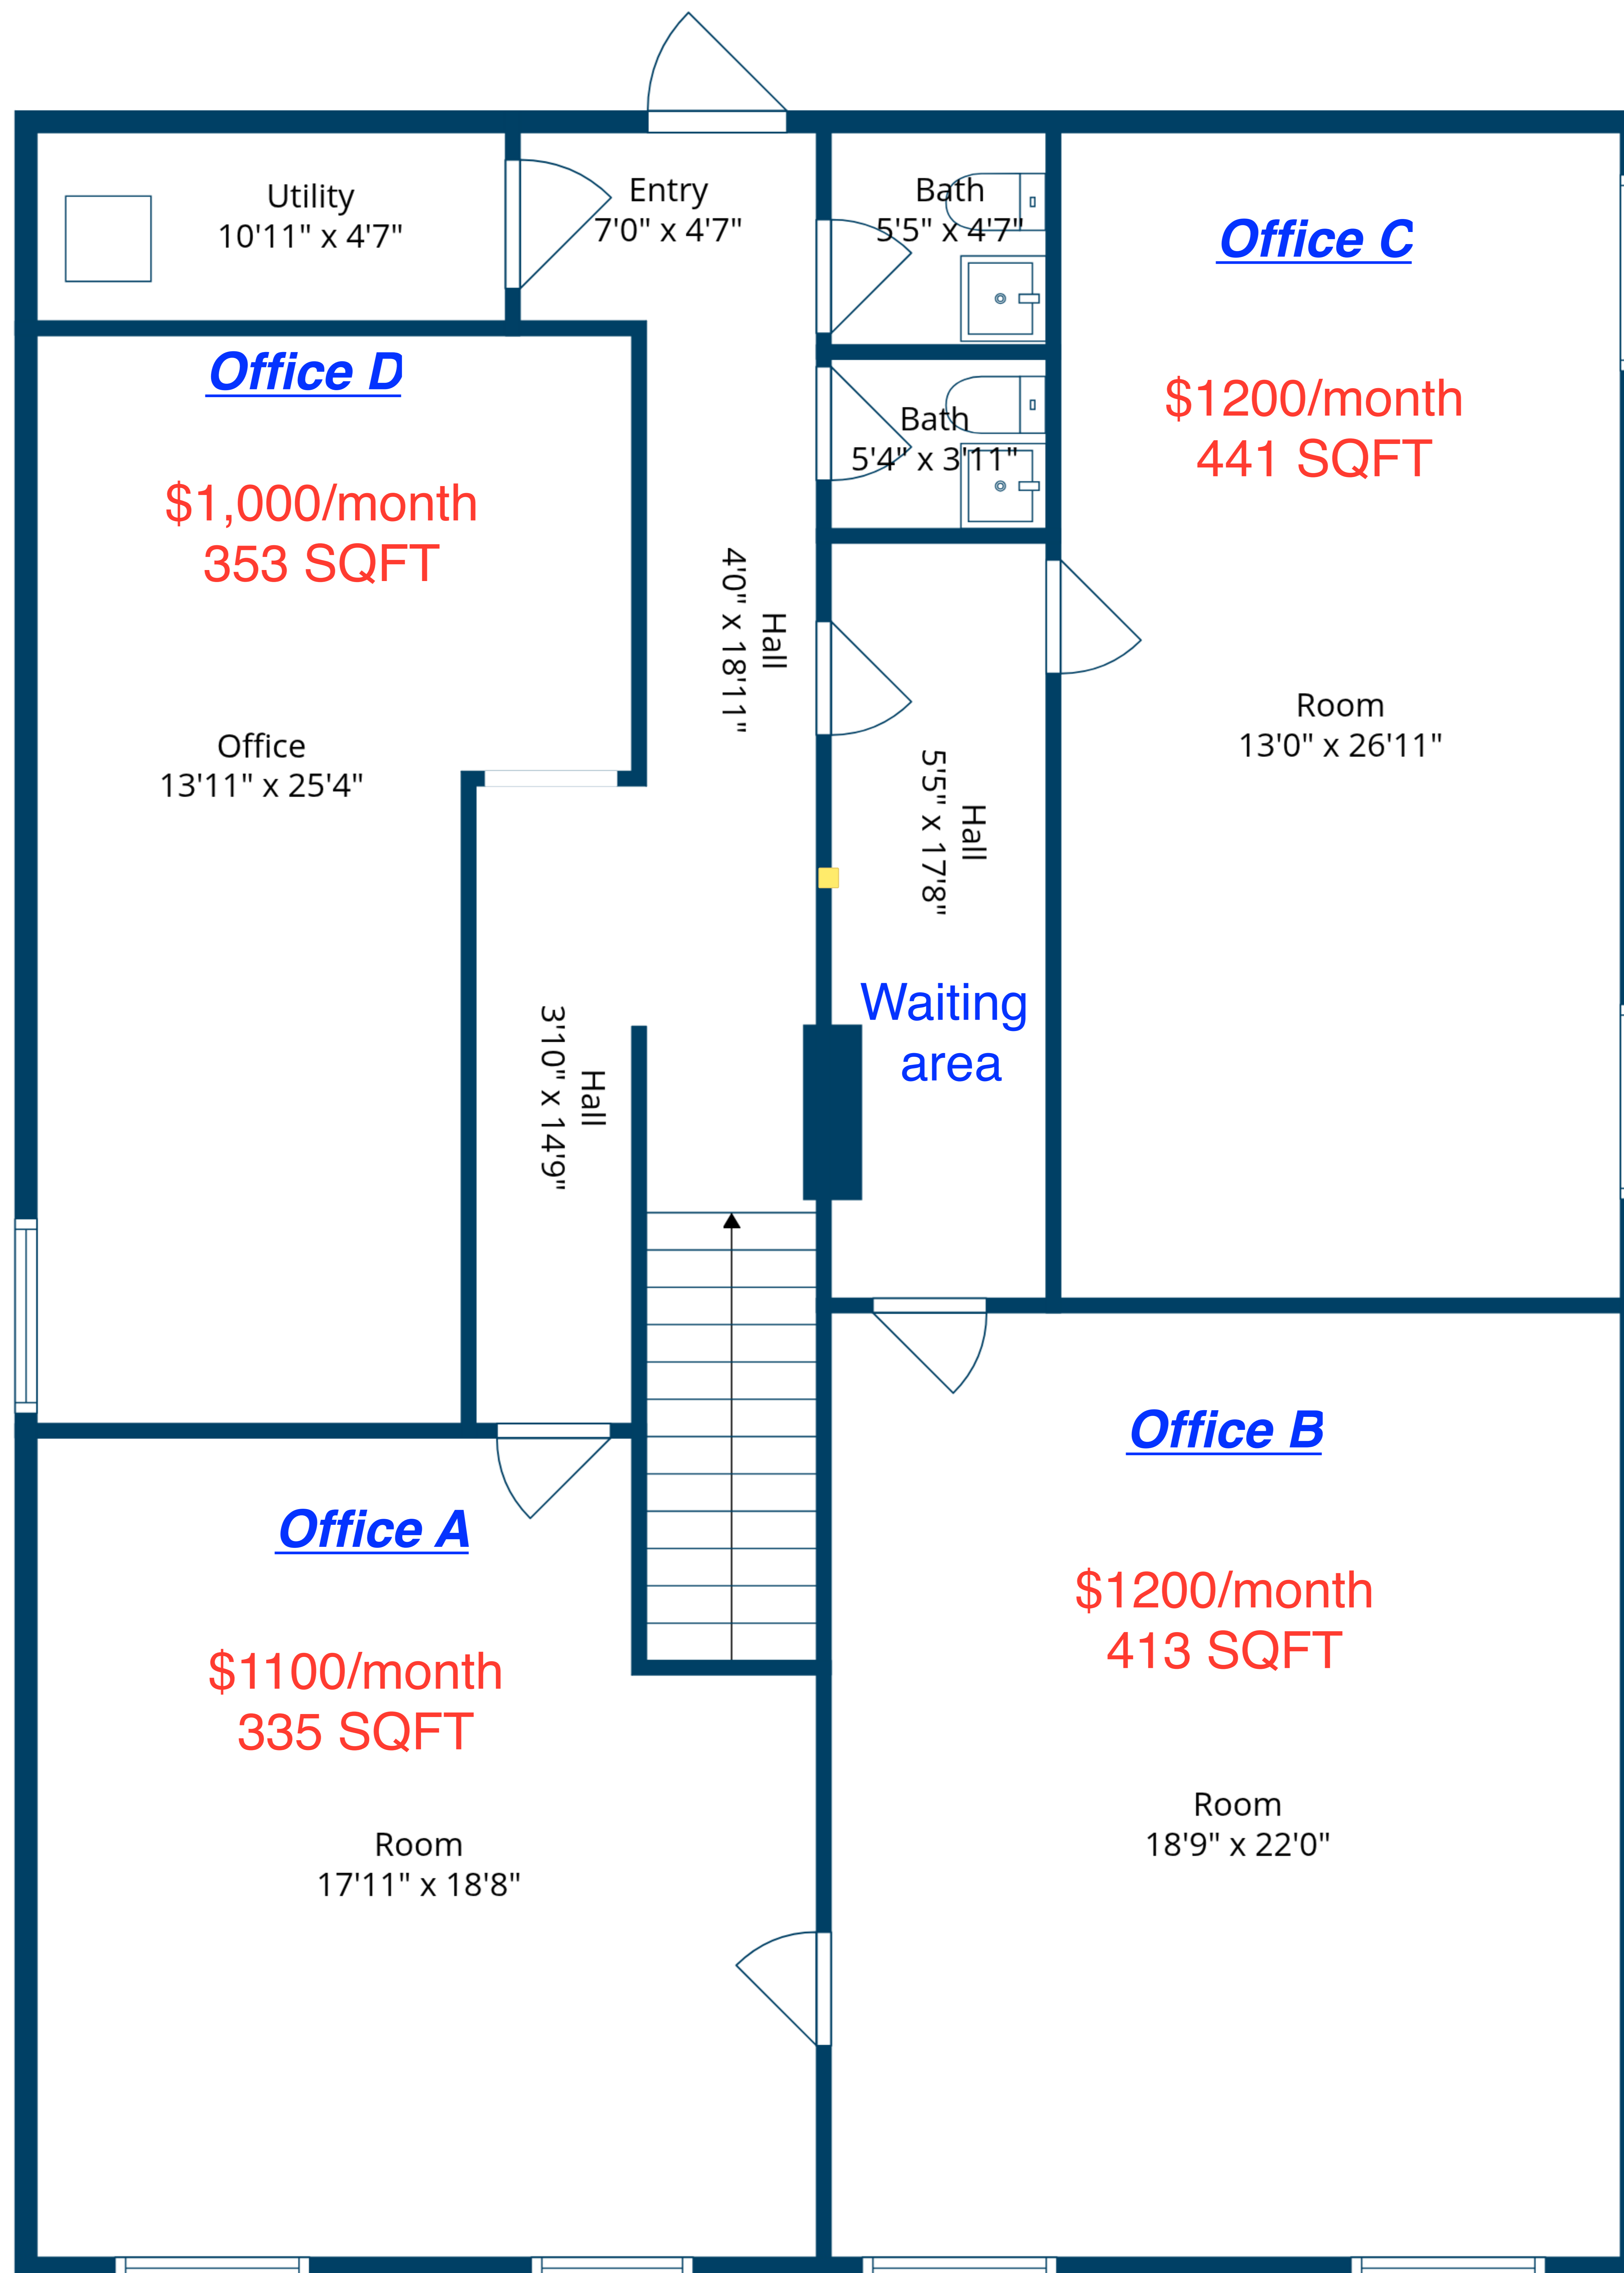 Utility
10'11" x 4'7"
Entry
7'0" x 4'7"
Bath
5'5" x 4'7"
Office C
$1200/month
441 SQFT
Office D
$1,000/month
353 SQFT
Bath
5'4" x 3'11"
Hall
4'0" x 18'11"
Room
13'0" x 26'11"
Office
13'11" x 25'4"
Hall
5'5" x 17'8"
Waiting
area
Hall
3'10" x 14'9"
Office B
$1200/month
413 SQFT
Office A
$1100/month
335 SQFT
Room
18'9" x 22'0"
Room
17'11" x 18'8"